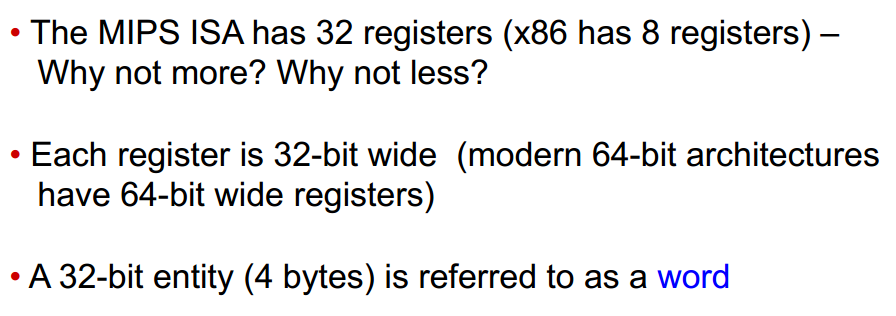 • The MIPS ISA has 32 registers (x86 has 8 registers) –
Why not more? Why not less?
• Each register is 32-bit wide (modern 64-bit architectures
have 64-bit wide registers)
• A 32-bit entity (4 bytes) is referred to as a word